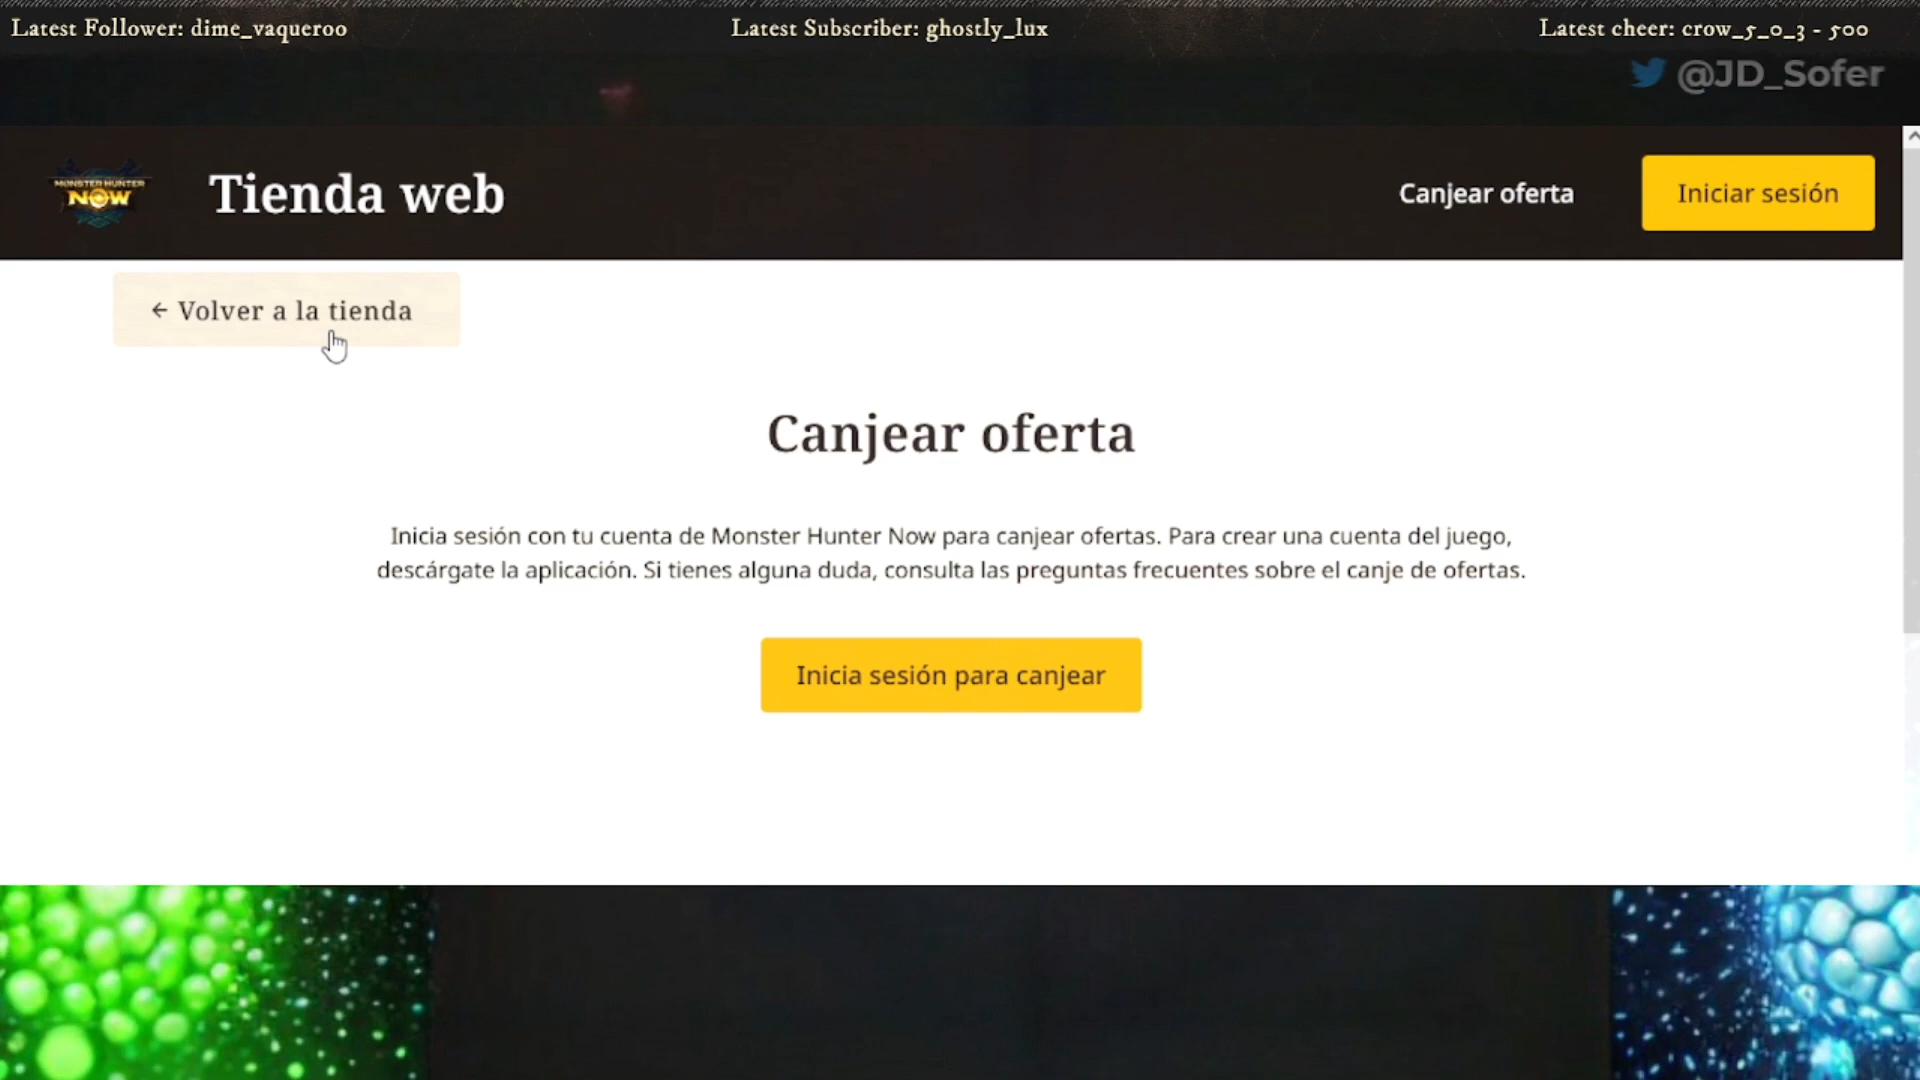 Latest Follower: dime_vaqueroo
Latest Subscriber: ghostly_lux
Latest cheer: crow_5_0_3 - 500
@JD_Sofer
MONSTER HUNTER
NOW
Tienda web
Canjear oferta
Iniciar sesión
← Volver a la tienda
Canjear oferta
Inicia sesión con tu cuenta de Monster Hunter Now para canjear ofertas. Para crear una cuenta del juego,
descárgate la aplicación. Si tienes alguna duda, consulta las preguntas frecuentes sobre el canje de ofertas.
Inicia sesión para canjear